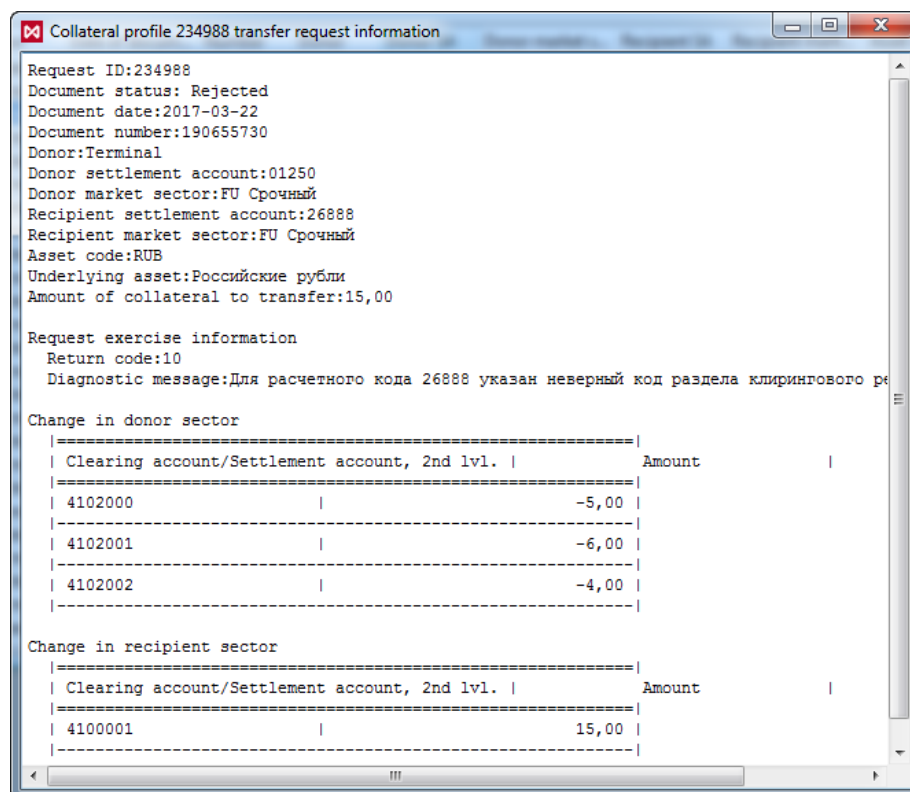 Collateral profile 234988 transfer request information
Request ID:234988
Document status: Rejected
Document date:2017-03-22
Document number:190655730
Donor:Terminal
Donor settlement account:01250
Donor market sector:FU Срочный
Recipient settlement account:26888
Recipient market sector:FU Срочный
Asset code:RUB
Underlying asset:Российские рубли
Amount of collateral to transfer:15,00
Request exercise information
Return code:10
Diagnostic message:Для расчетного кода 26888 указан неверный код раздела клирингового
Change in donor sector
|============================================================|
| Clearing account/Settlement account, 2nd lvl. | Amount |
|============================================================|
| 4102000 | -5,00 |
|------------------------------------------------------------|
| 4102001 | -6,00 |
|------------------------------------------------------------|
| 4102002 | -4,00 |
|------------------------------------------------------------|
Change in recipient sector
|============================================================|
| Clearing account/Settlement account, 2nd lvl. | Amount |
|============================================================|
| 4100001 | 15,00 |
|------------------------------------------------------------|